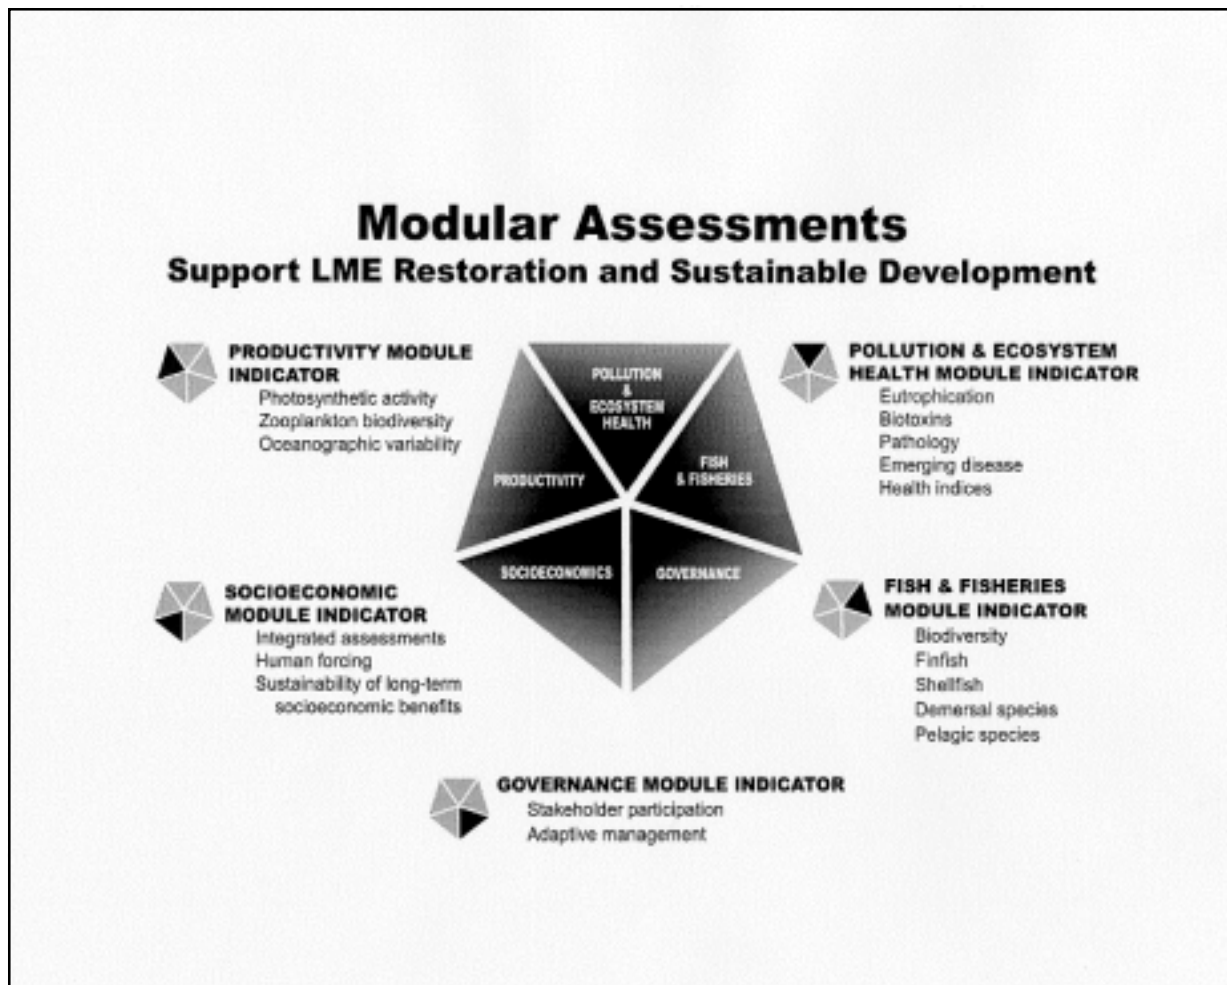 Modular Assessments
Support LME Restoration and Sustainable Development
PRODUCTIVITY MODULE
INDICATOR
Photosynthetic activity
Zooplankton biodiversity
Oceanographic variability
POLLUTION
&
ECOSYSTEM
HEALTH
PRODUCTIVITY
FISH
& FISHERIES
SOCIOECONOMICS
GOVERNANCE
POLLUTION & ECOSYSTEM
HEALTH MODULE INDICATOR
Eutrophication
Biotoxins
Pathology
Emerging disease
Health indices
SOCIOECONOMIC
MODULE INDICATOR
Integrated assessments
Human forcing
Sustainability of long-term
socioeconomic benefits
FISH & FISHERIES
MODULE INDICATOR
Biodiversity
Finfish
Shellfish
Demersal species
Pelagic species
GOVERNANCE MODULE INDICATOR
Stakeholder participation
Adaptive management